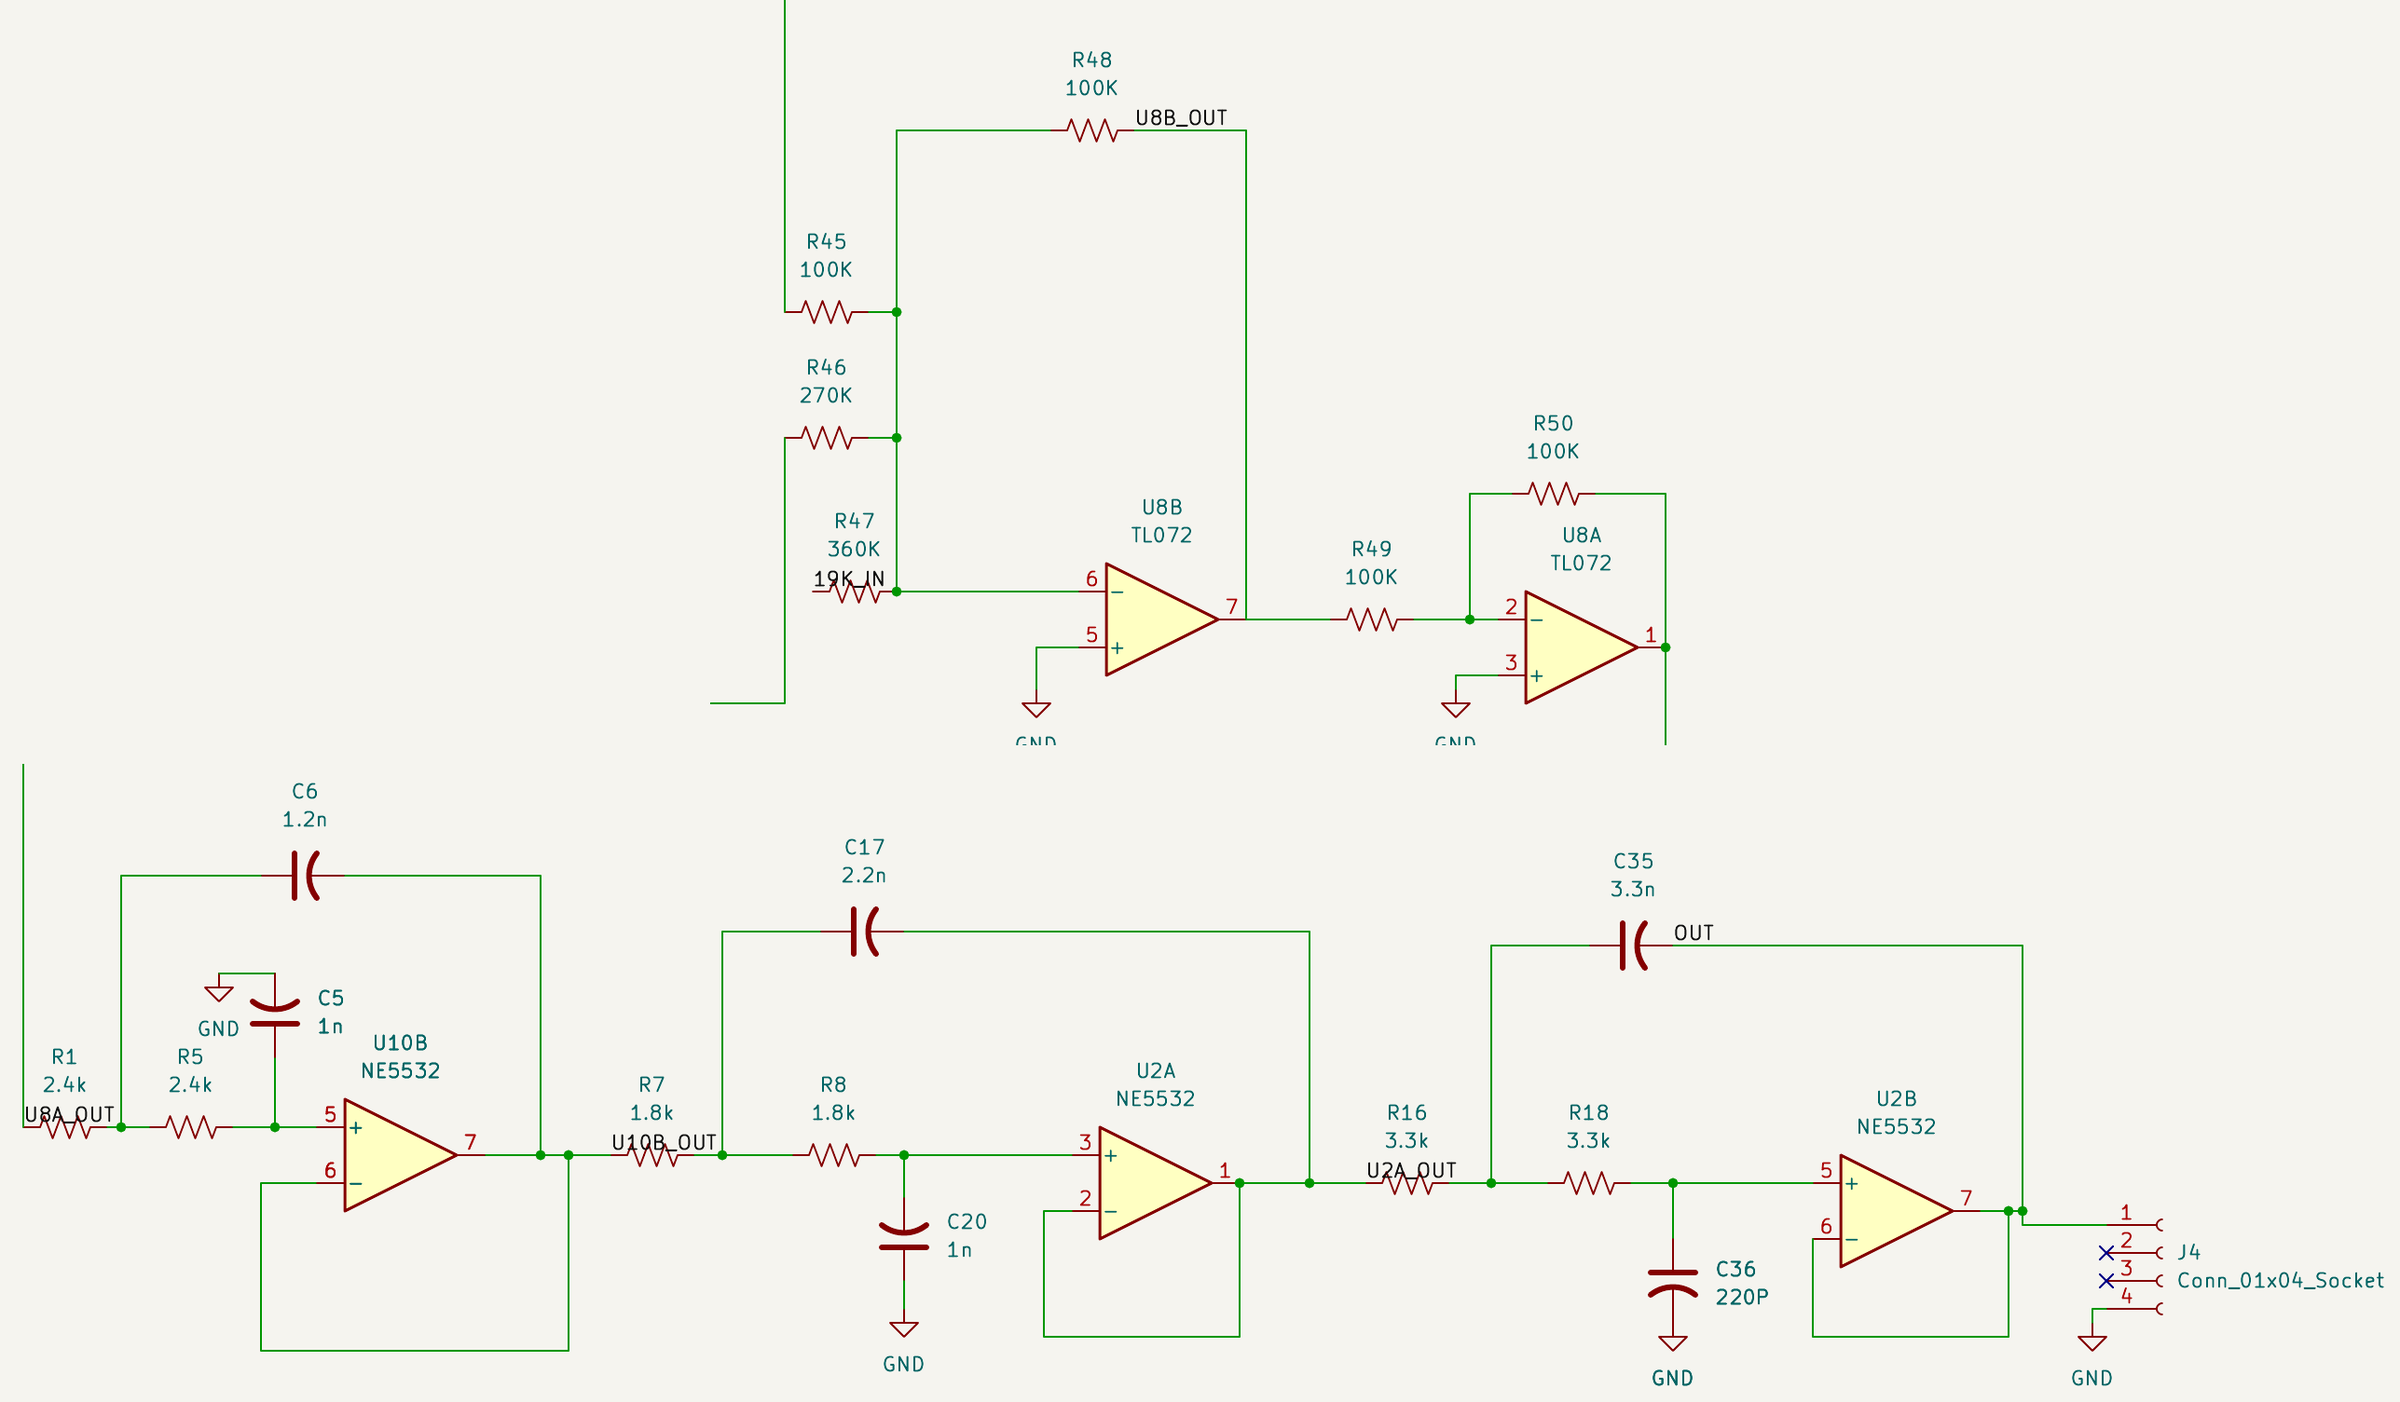 R48
100K
U8B_OUT
R45
100K
R46
270K
R47
360K
19K_IN
U8B
TL072
6
5
7
GND
R49
100K
R50
100K
U8A
TL072
2
3
1
GND
C6
1.2n
GND
C5
1n
R1
2.4k
U8A_OUT
R5
2.4k
U10B
NE5532
5
6
7
C17
2.2n
R7
1.8k
U10B_OUT
R8
1.8k
C20
1n
GND
U2A
NE5532
3
2
1
C35
3.3n
OUT
R16
3.3k
U2A_OUT
R18
3.3k
C36
220P
GND
U2B
NE5532
5
6
7
1
2
3
4
J4
Conn_01x04_Socket
GND